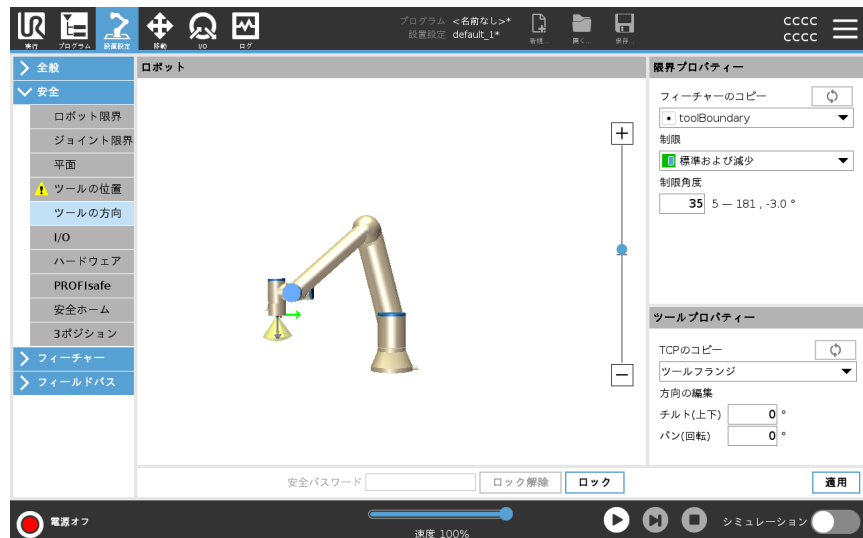 UR
実行
プログラム
設置設定
移動
I/O
ログ
プログラム <名前なし>*
設置設定 default_1*
新規...
開く...
保存...
cccc
cccc
全般
安全
ロボット限界
ジョイント限界
平面
ツールの位置
ツールの方向
I/O
ハードウェア
PROFIsafe
安全ホーム
3ポジション
フィーチャー
フィールドバス
ロボット
限界プロパティー
フィーチャーのコピー
toolBoundary
制限
標準および減少
制限角度
35 5 — 181 , -3.0 °
ツールプロパティー
TCPのコピー
ツールフランジ
方向の編集
チルト(上下) 0 °
パン(回転) 0 °
安全パスワード
ロック解除
ロック
適用
電源オフ
速度 100%
シミュレーション